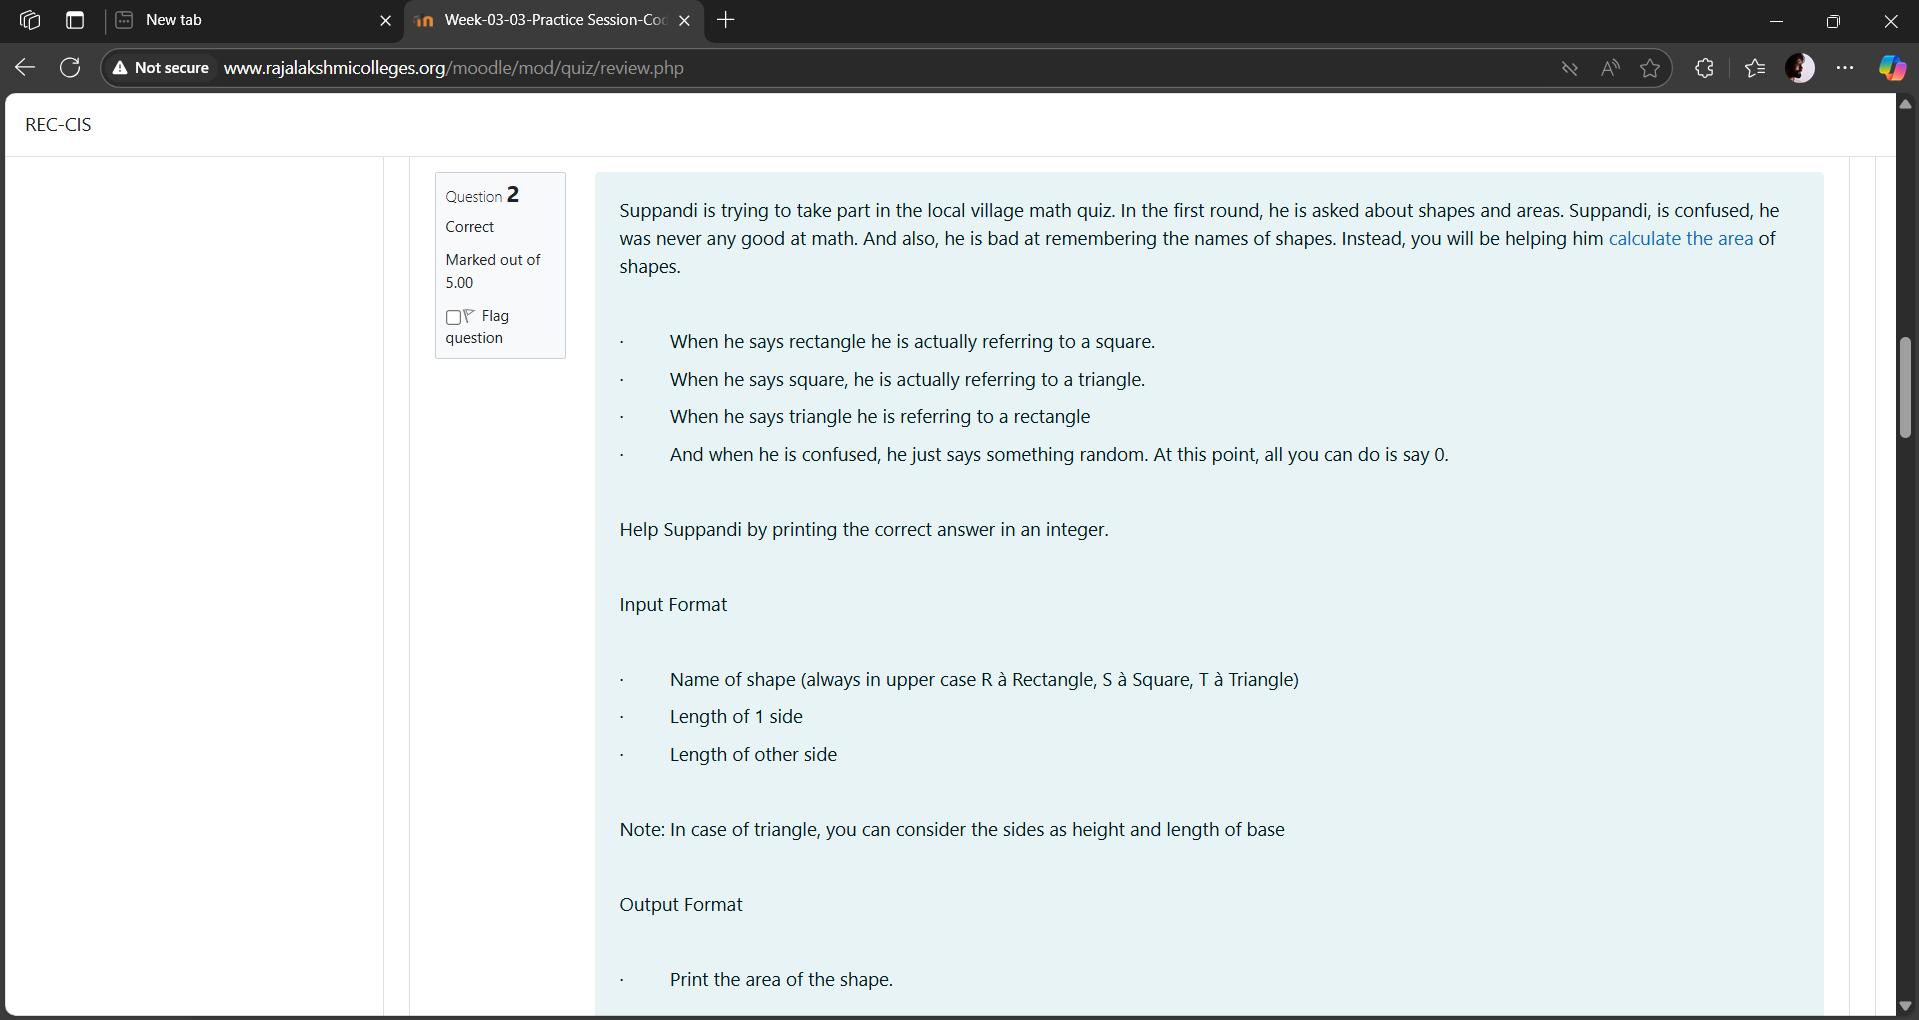 New tab
Week-03-03-Practice Session-Coc
Not secure www.rajalakshmicolleges.org/moodle/mod/quiz/review.php
REC-CIS
Question 2
Correct
Marked out of
5.00
Flag
question
Suppandi is trying to take part in the local village math quiz. In the first round, he is asked about shapes and areas. Suppandi, is confused, he
was never any good at math. And also, he is bad at remembering the names of shapes. Instead, you will be helping him calculate the area of
shapes.
· When he says rectangle he is actually referring to a square.
· When he says square, he is actually referring to a triangle.
· When he says triangle he is referring to a rectangle
· And when he is confused, he just says something random. At this point, all you can do is say 0.
Help Suppandi by printing the correct answer in an integer.
Input Format
· Name of shape (always in upper case R à Rectangle, S à Square, T à Triangle)
· Length of 1 side
· Length of other side
Note: In case of triangle, you can consider the sides as height and length of base
Output Format
· Print the area of the shape.